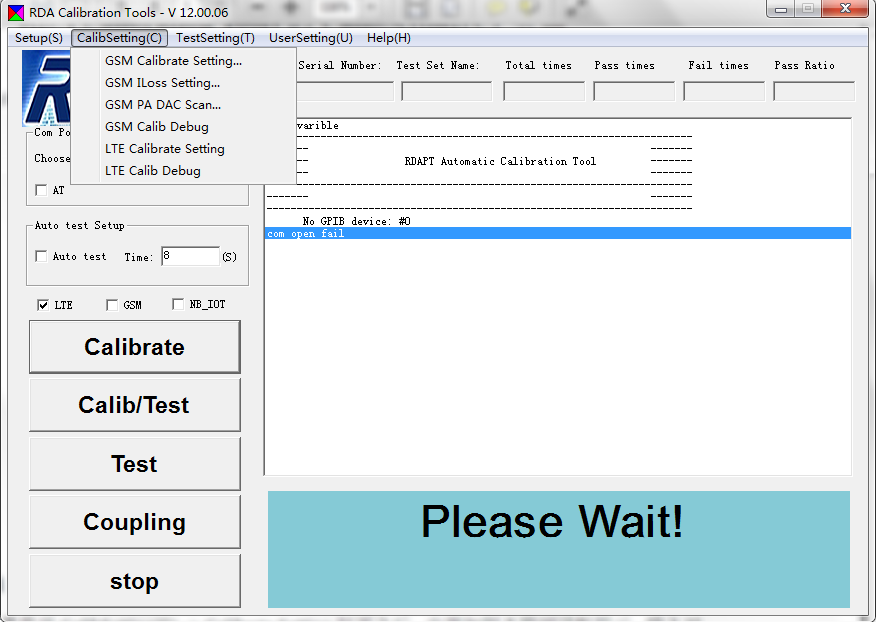 RDA Calibration Tools - V 12.00.06
Setup(S) CalibSetting(C) TestSetting(T) UserSetting(U) Help(H)
GSM Calibrate Setting...
GSM ILoss Setting...
GSM PA DAC Scan...
GSM Calib Debug
LTE Calibrate Setting
LTE Calib Debug
Serial Number: Test Set Name: Total times Pass times Fail times Pass Ratio
Com Po
Choose
AT
Auto test Setup
Auto test Time: 8 (S)
LTE GSM NB_IOT
Calibrate
Calib/Test
Test
Coupling
stop
varible
-----------------------------------------------------------------------
-- -------
-- RDAPT Automatic Calibration Tool -------
-- -------
-----------------------------------------------------------------------
------- -------
-----------------------------------------------------------------------
No GPIB device: #0
com open fail
Please Wait!